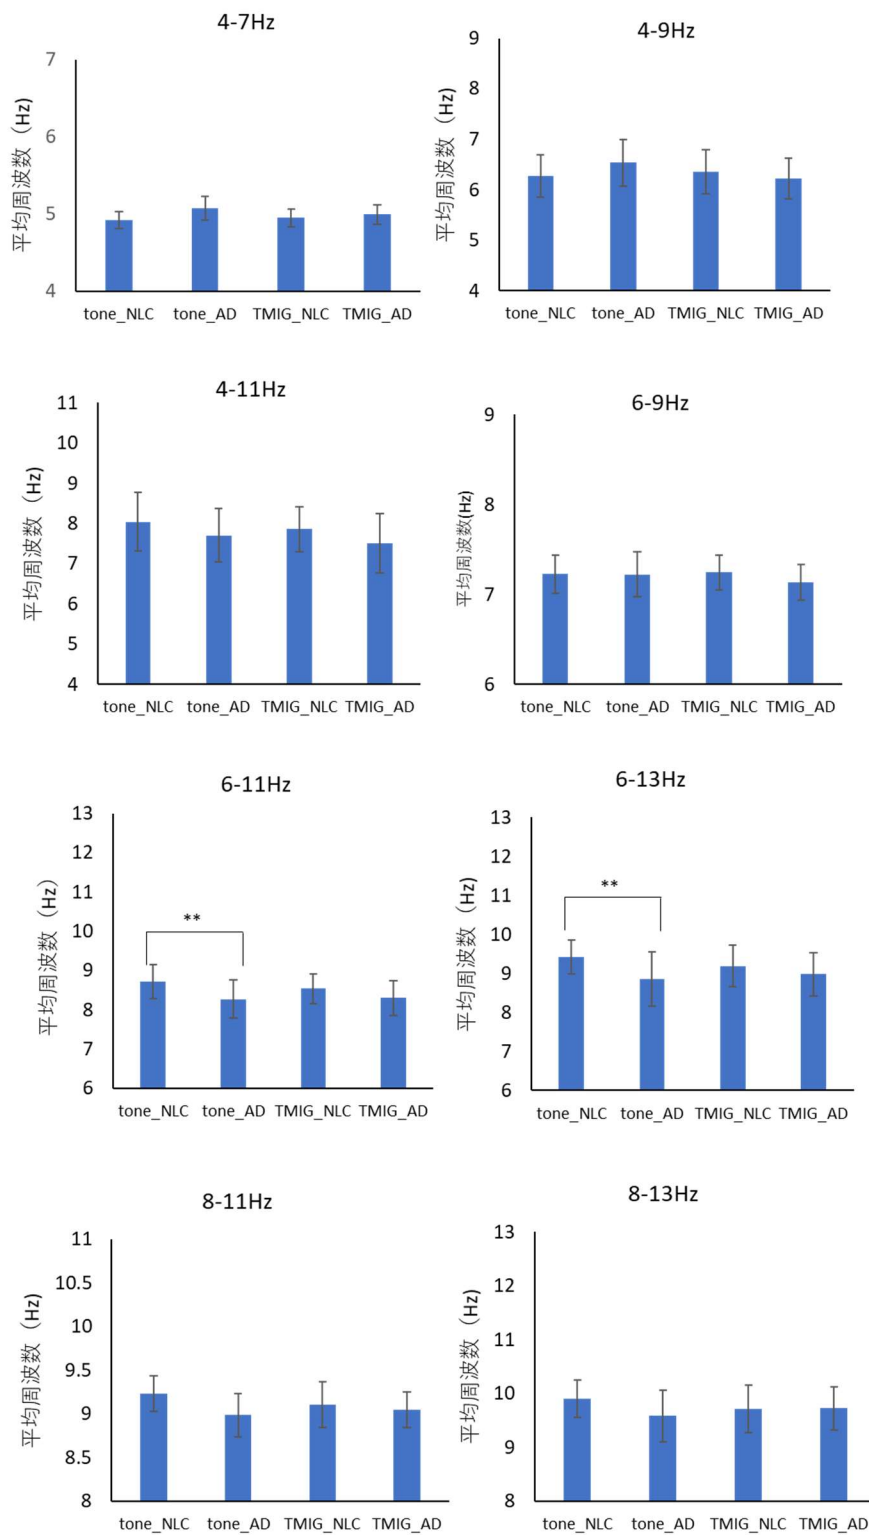 4-7Hz
平均周波数（Hz)
7
6
5
4
tone_NLC tone_AD TMIG_NLC TMIG_AD
4-9Hz
平均周波数（Hz)
9
8
7
6
5
4
tone_NLC tone_AD TMIG_NLC TMIG_AD
4-11Hz
平均周波数（Hz)
11
10
9
8
7
6
5
4
tone_NLC tone_AD TMIG_NLC TMIG_AD
6-9Hz
平均周波数(Hz)
9
8
7
6
tone_NLC tone_AD TMIG_NLC TMIG_AD
6-11Hz
平均周波数（Hz）
13
12
11
10
9
8
7
6
**
tone_NLC tone_AD TMIG_NLC TMIG_AD
6-13Hz
平均周波数（Hz)
13
12
11
10
9
8
7
6
**
tone_NLC tone_AD TMIG_NLC TMIG_AD
8-11Hz
平均周波数（Hz)
11
10.5
10
9.5
9
8.5
8
tone_NLC tone_AD TMIG_NLC TMIG_AD
8-13Hz
平均周波数（Hz)
13
12
11
10
9
8
tone_NLC tone_AD TMIG_NLC TMIG_AD